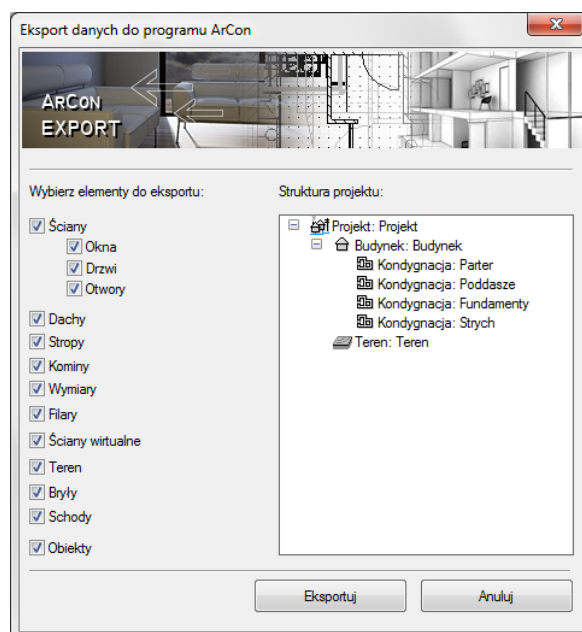 Eksport danych do programu ArCon
ARCON
EXPORT
Wybierz elementy do eksportu:
Ściany
Okna
Drzwi
Otwory
Dachy
Stropy
Kominy
Wymiary
Filary
Ściany wirtualne
Teren
Bryły
Schody
Obiekty
Struktura projektu:
Projekt: Projekt
Budynek: Budynek
Kondygnacja: Parter
Kondygnacja: Poddasze
Kondygnacja: Fundamenty
Kondygnacja: Strych
Teren: Teren
Eksportuj
Anuluj